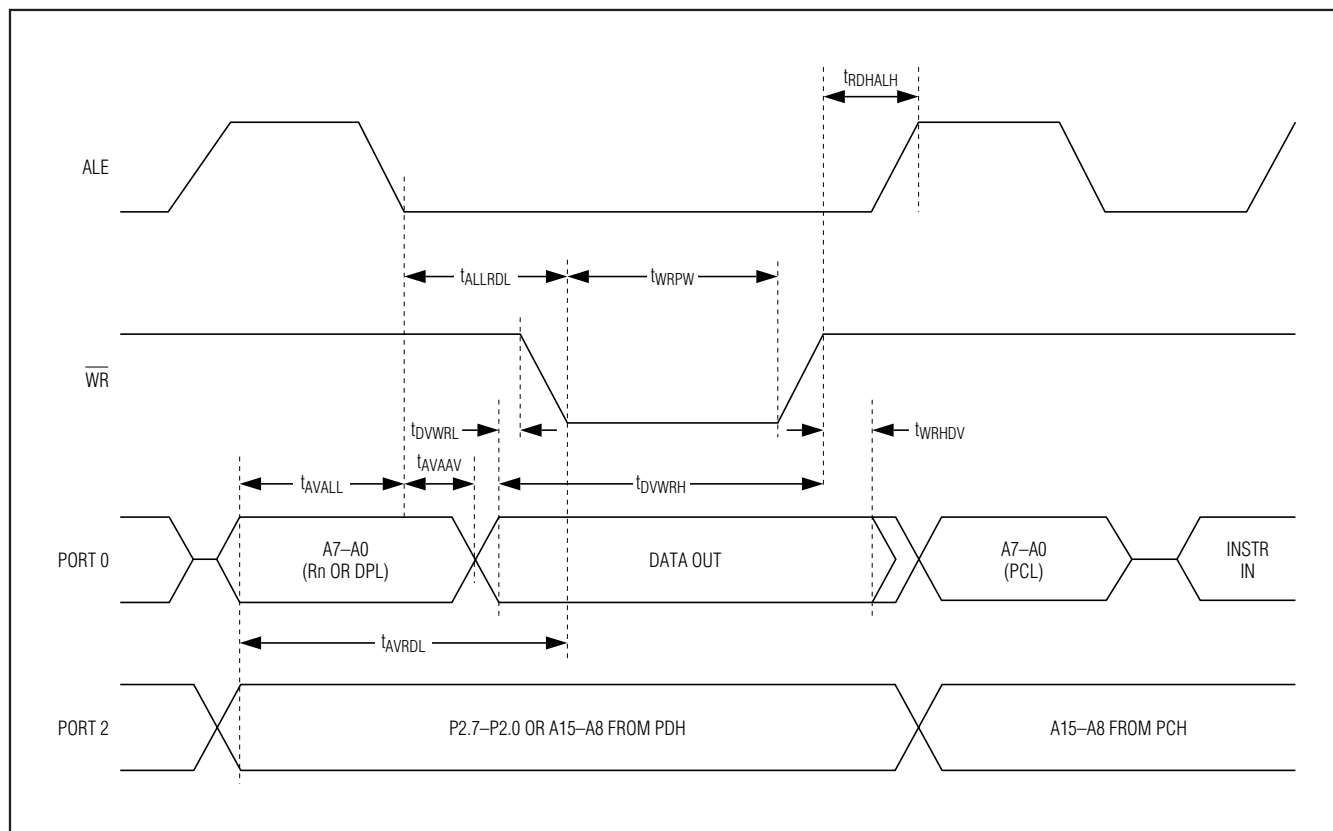 tRDHALH
ALE
tALLRDL
tWRPW
WR
tDVWRL
tWRHDV
tAVAAV
tAVALL
tDVWRH
PORT 0
A7–A0
(Rn OR DPL)
DATA OUT
A7–A0
(PCL)
INSTR
IN
tAVRDL
PORT 2
P2.7–P2.0 OR A15–A8 FROM PDH
A15–A8 FROM PCH